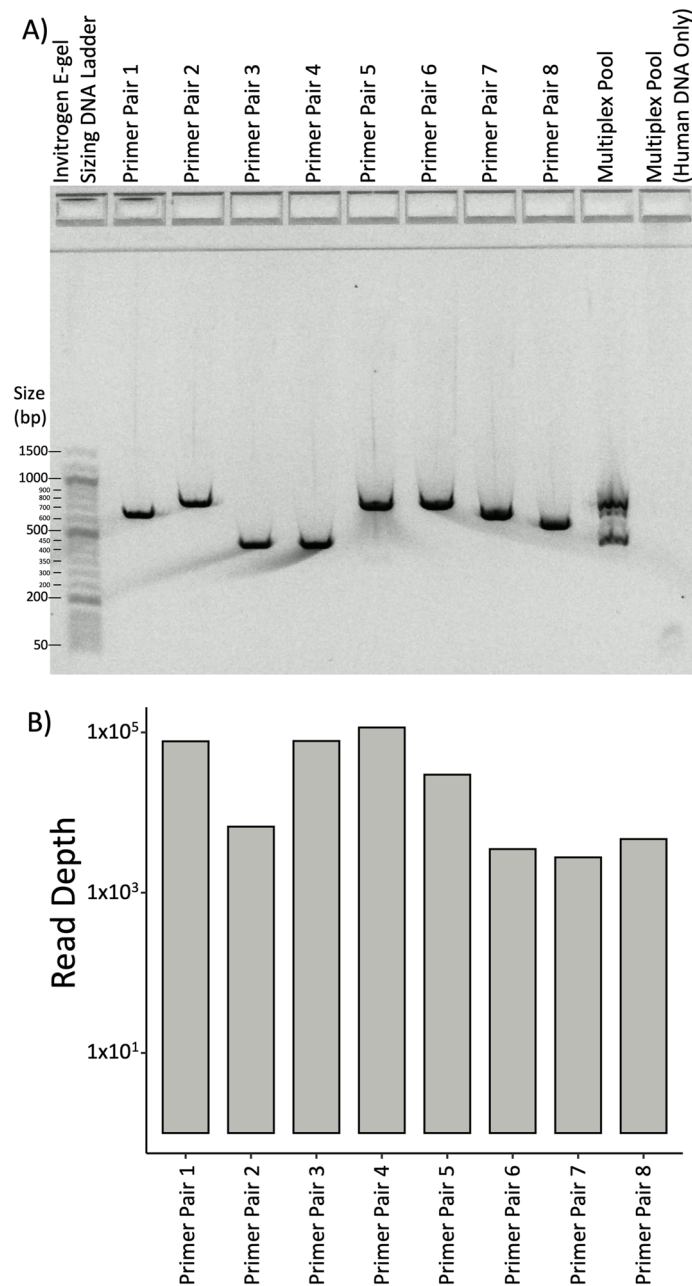 A)
Invitrogen E-gel
Sizing DNA Ladder
Primer Pair 1
Primer Pair 2
Primer Pair 3
Primer Pair 4
Primer Pair 5
Primer Pair 6
Primer Pair 7
Primer Pair 8
Multiplex Pool
Multiplex Pool
(Human DNA Only)
Size
(bp)
1500
1000
900
800
700
600
500
450
400
350
300
200
200
50
B)
Read Depth
1x10⁵
1x10³
1x10¹
Primer Pair 1
Primer Pair 2
Primer Pair 3
Primer Pair 4
Primer Pair 5
Primer Pair 6
Primer Pair 7
Primer Pair 8